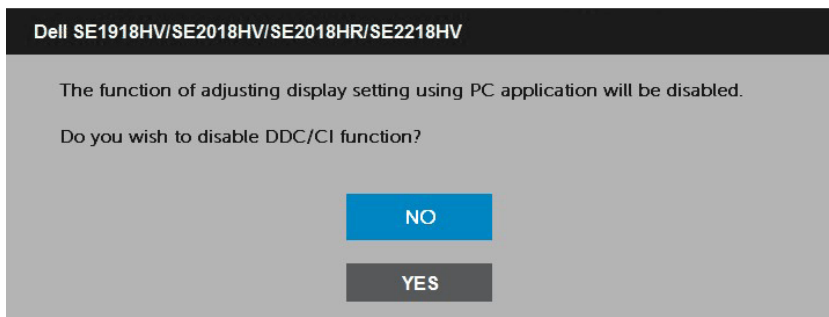 Dell SE1918HV/SE2018HV/SE2018HR/SE2218HV
The function of adjusting display setting using PC application will be disabled.
Do you wish to disable DDC/CI function?
NO
YES